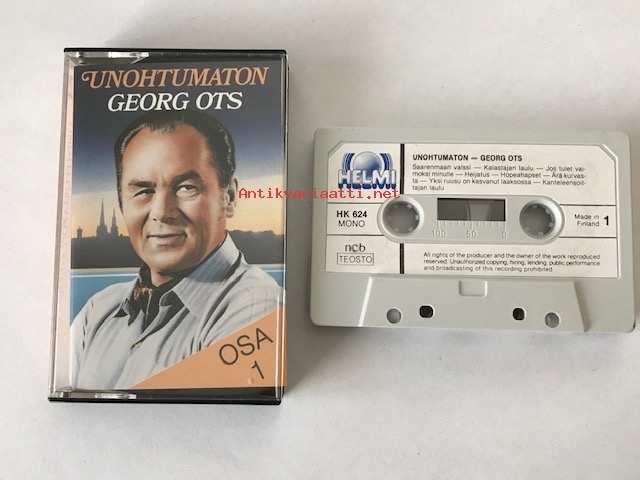 UNOHTUMATON
GEORG OTS
OSA
1
Antikvariaatti.net
HELMI
HK 624
MONO
ncb
TEOSTO
UNOHTUMATON — GEORG OTS
Saarenmaan valssi — Kalastajan laulu — Jos tulet vai-
moksi minulle — Heijastus — Hopeahapset — Ärä kurvas-
ta — Yksi ruusu on kasvanut laaksossa — Kanteleensoit-
tajan laulu
100 50 0
Made in
Finland
1
All rights of the producer and the owner of the work reproduced
reserved. Unauthorized copying, hiring, lending, public performance
and broadcasting of this recording prohibited.